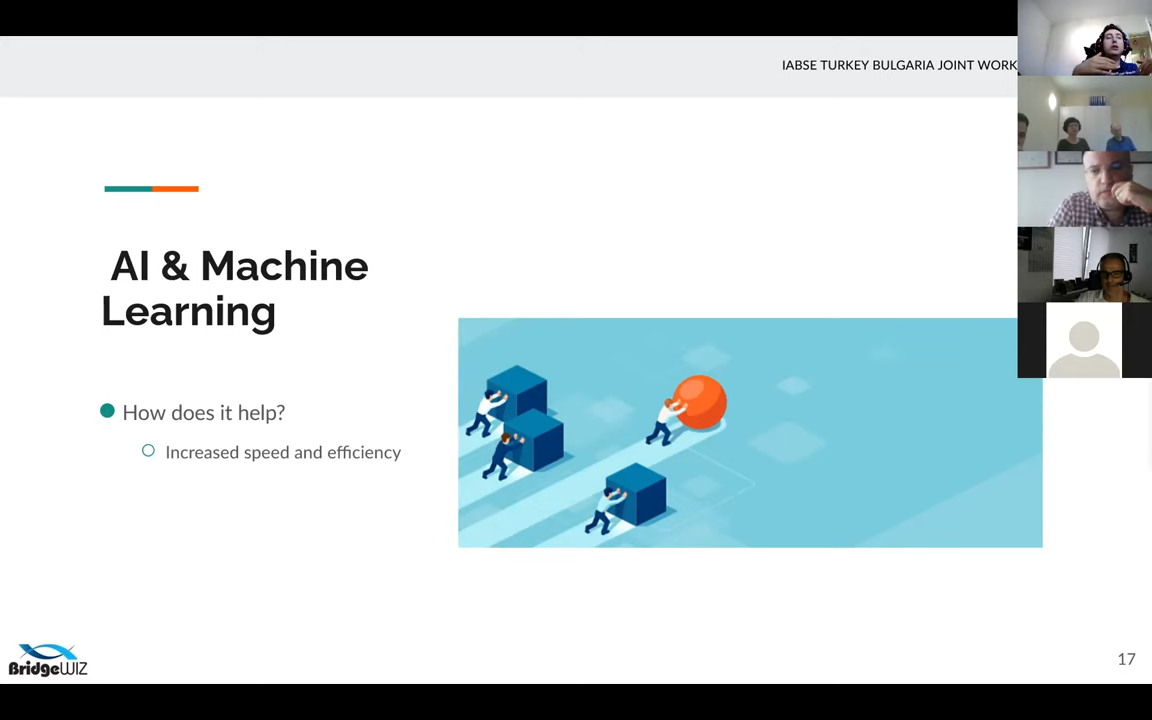 IABSE TURKEY BULGARIA JOINT WORK
AI & Machine
Learning
How does it help?
Increased speed and efficiency
BridgeWIZ
17